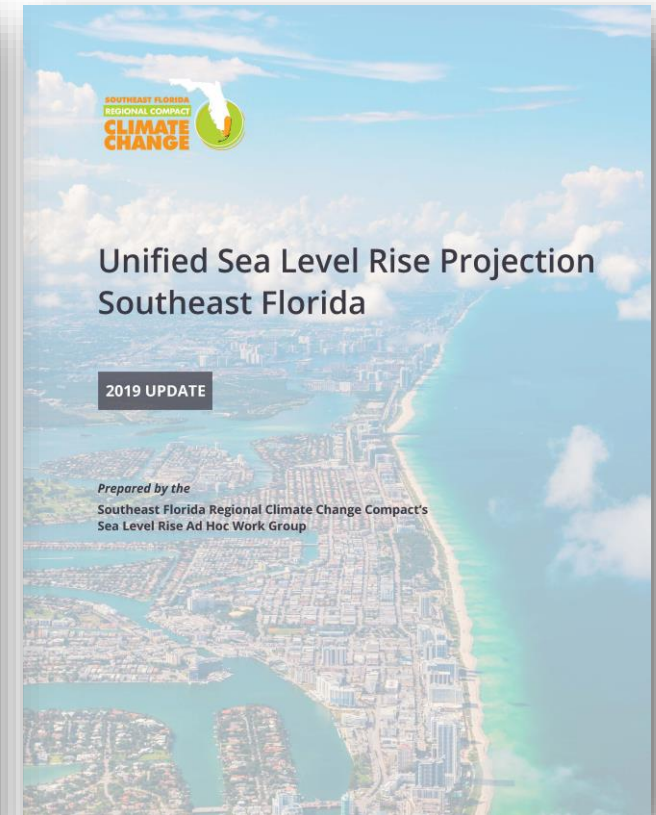 SOUTHEAST FLORIDA
REGIONAL COMPACT
CLIMATE
CHANGE
Unified Sea Level Rise Projection
Southeast Florida
2019 UPDATE
Prepared by the
Southeast Florida Regional Climate Change Compact's
Sea Level Rise Ad Hoc Work Group